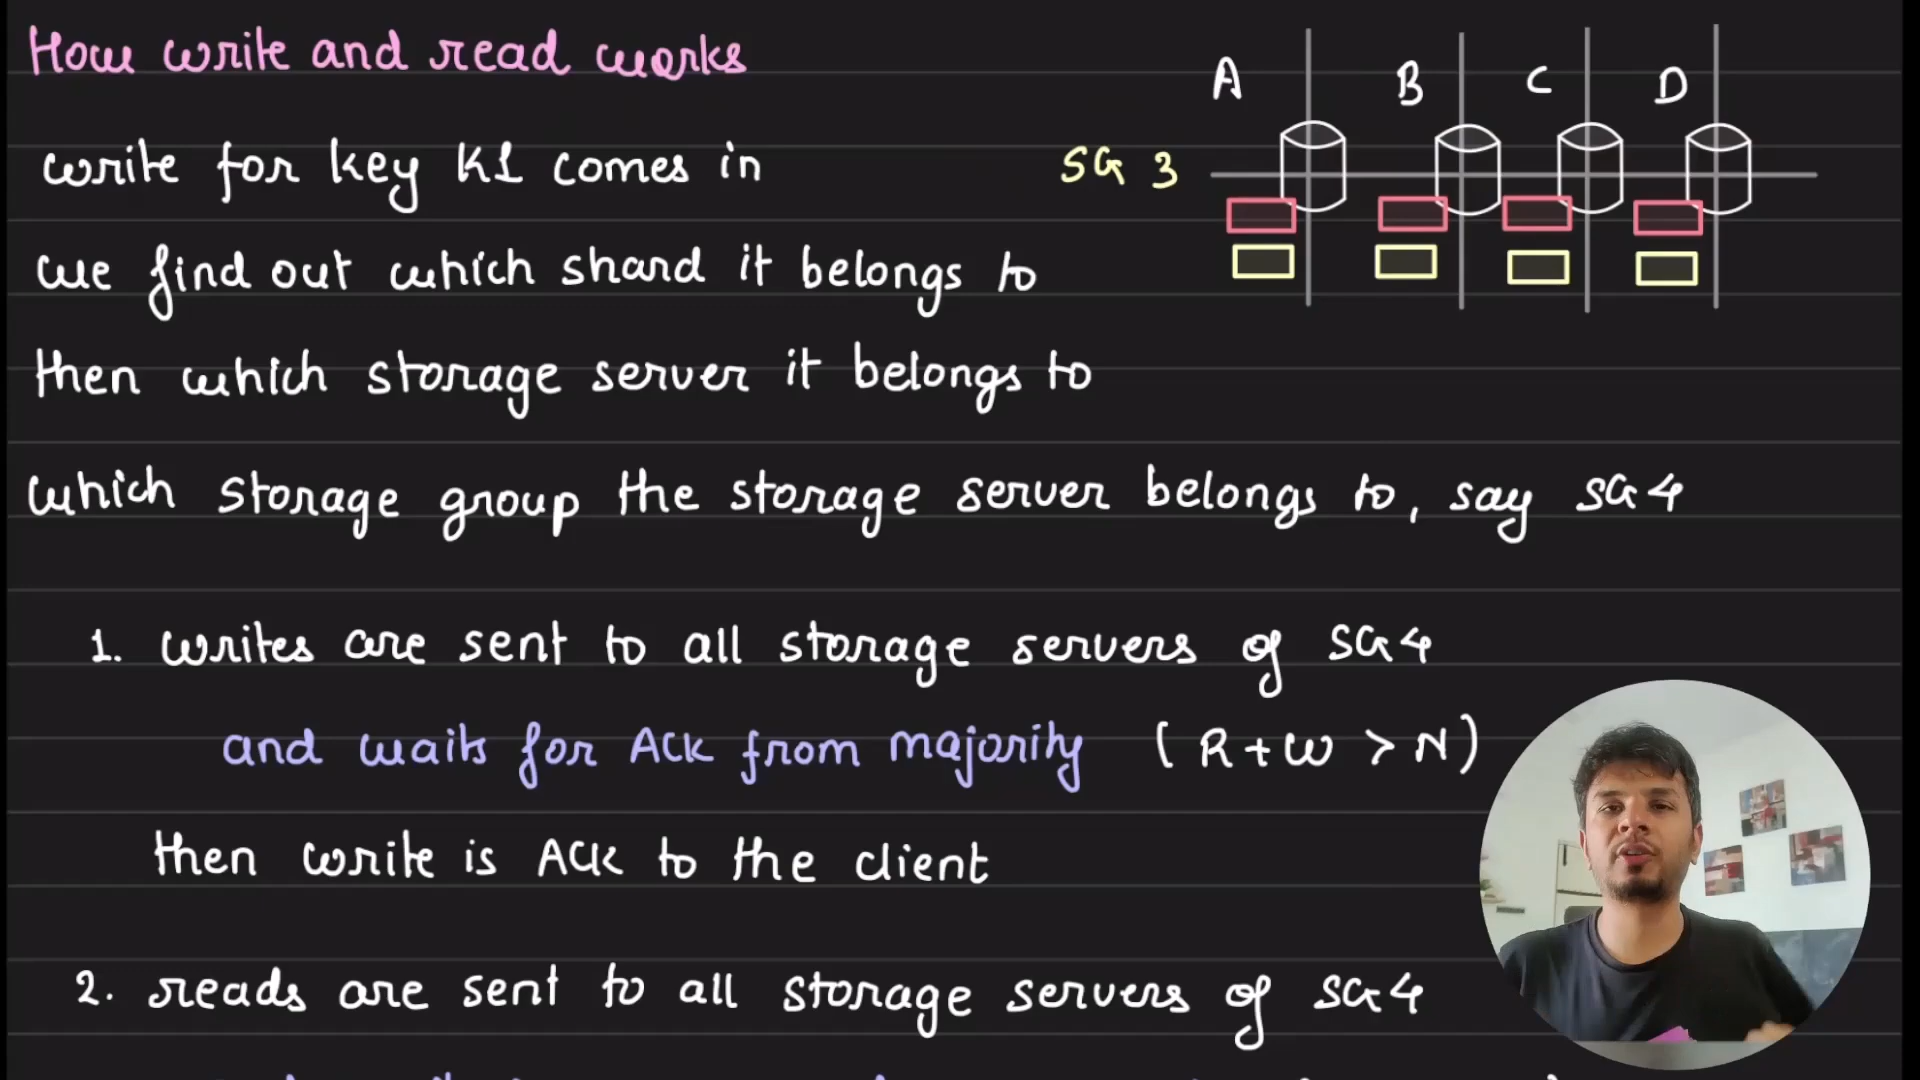 How write and read works
A B C D
SG 3
write for key K1 comes in
we find out which shard it belongs to
then which storage server it belongs to
which storage group the storage server belongs to, say SG4
1. writes are sent to all storage servers of SG4
and waits for Ack from majority (R+W > N)
then write is Ack to the client
2. reads are sent to all storage servers of SG4